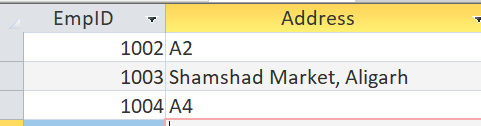 EmpID Address
1002 A2
1003 Shamshad Market, Aligarh
1004 A4